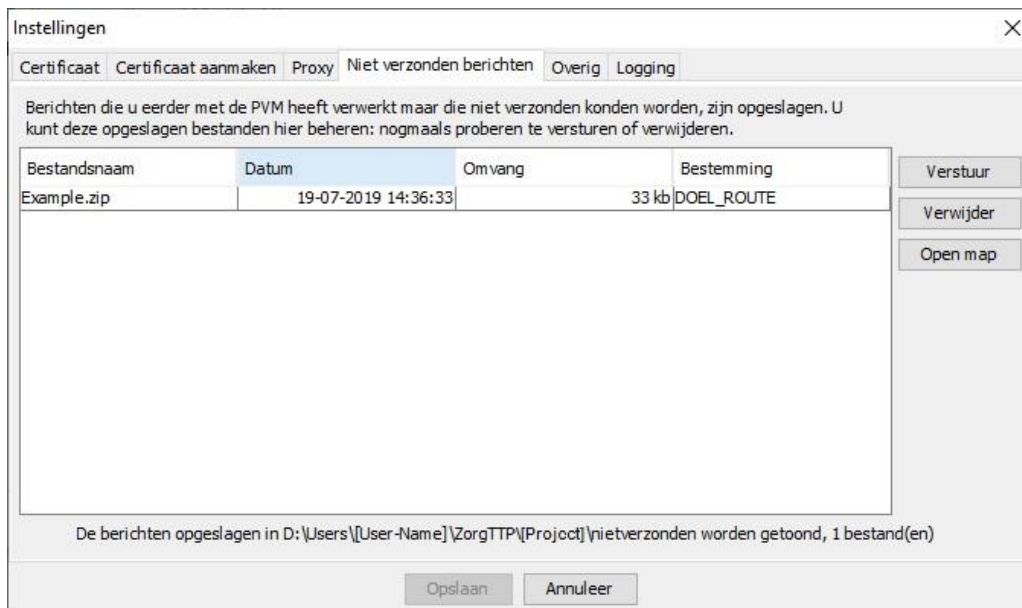 Instellingen
Certificaat Certificaat aanmaken Proxy Niet verzonden berichten Overig Logging
Berichten die u eerder met de PVM heeft verwerkt maar die niet verzonden konden worden, zijn opgeslagen. U
kunt deze opgeslagen bestanden hier beheren: nogmaals proberen te versturen of verwijderen.
Bestandsnaam Datum Omvang Bestemming
Verstuur
Example.zip 19-07-2019 14:36:33 33 kb DOEL_ROUTE
Verwijder
Open map
De berichten opgeslagen in D:\Users\[User-Name]\ZorgTTP\[Project]\nietverzonden worden getoond, 1 bestand(en)
Opslaan Annuleer